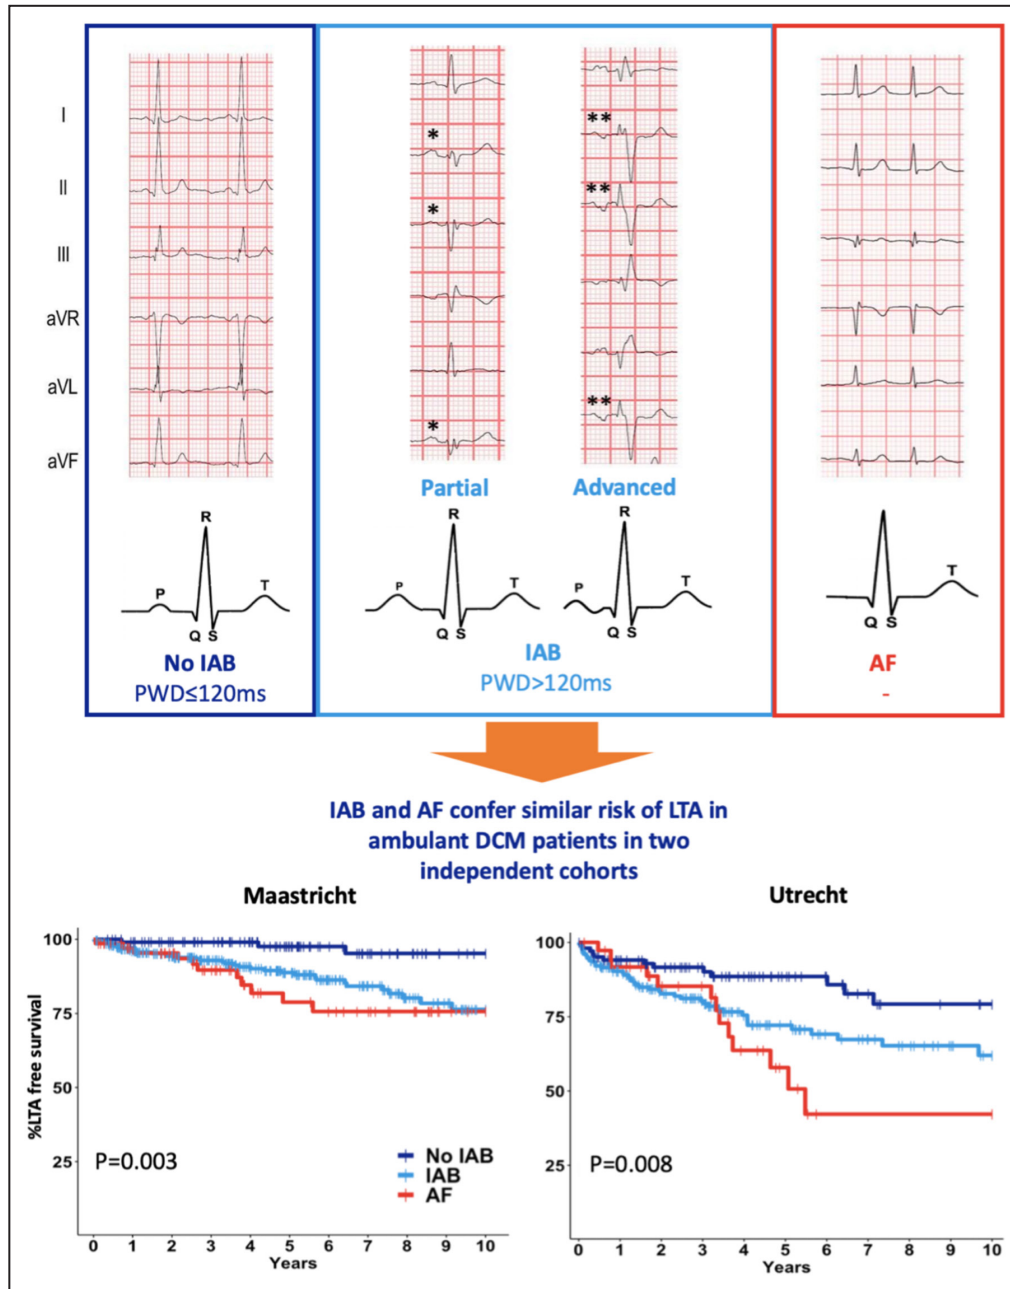 I
II
III
aVR
aVL
aVF
*
*
*
**
**
**
Partial
Advanced
R
P
T
Q S
R
P
T
Q S
R
P
T
Q S
T
Q S
No IAB
PWD≤120ms
IAB
PWD>120ms
AF
-
IAB and AF confer similar risk of LTA in
ambulant DCM patients in two
independent cohorts
Maastricht
%LTA free survival
100
75
50
25
P=0.003
No IAB
IAB
AF
0 1 2 3 4 5 6 7 8 9 10
Years
Utrecht
100
75
50
25
P=0.008
0 1 2 3 4 5 6 7 8 9 10
Years